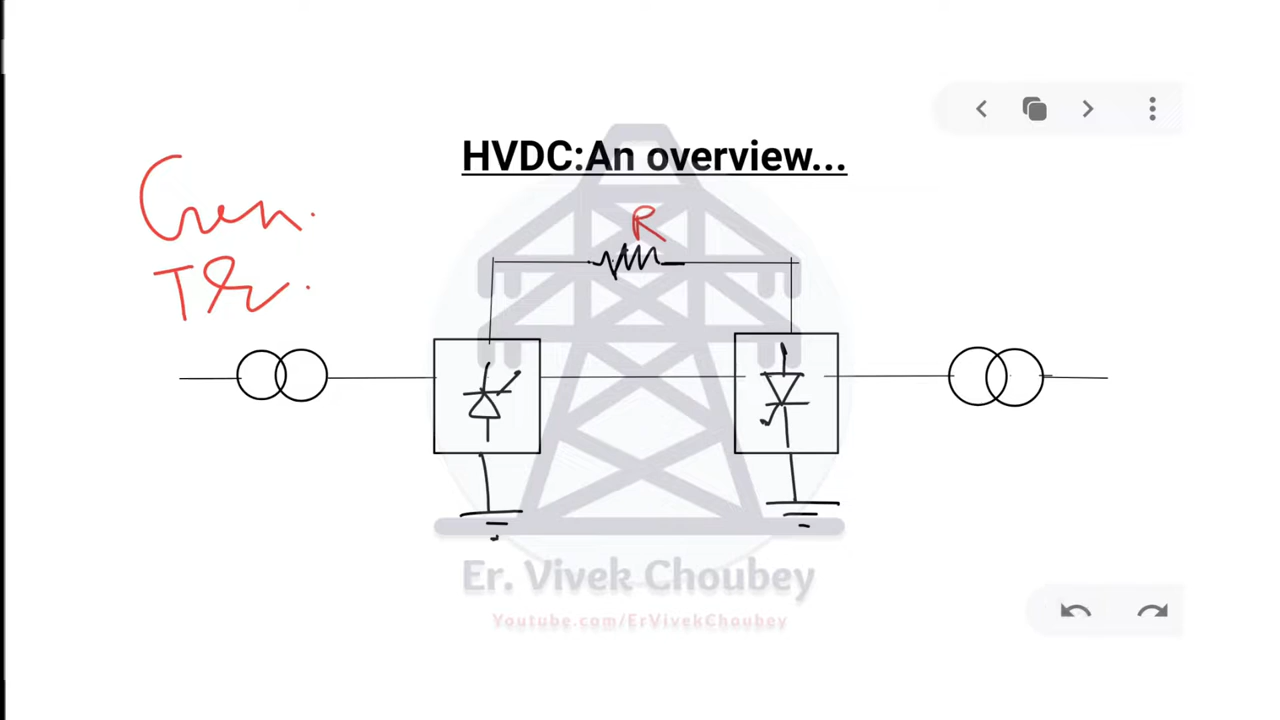 HVDC:An overview...
Gen.
R
Tr.
Er. Vivek Choubey
Youtube.com/ErVivekChoubey